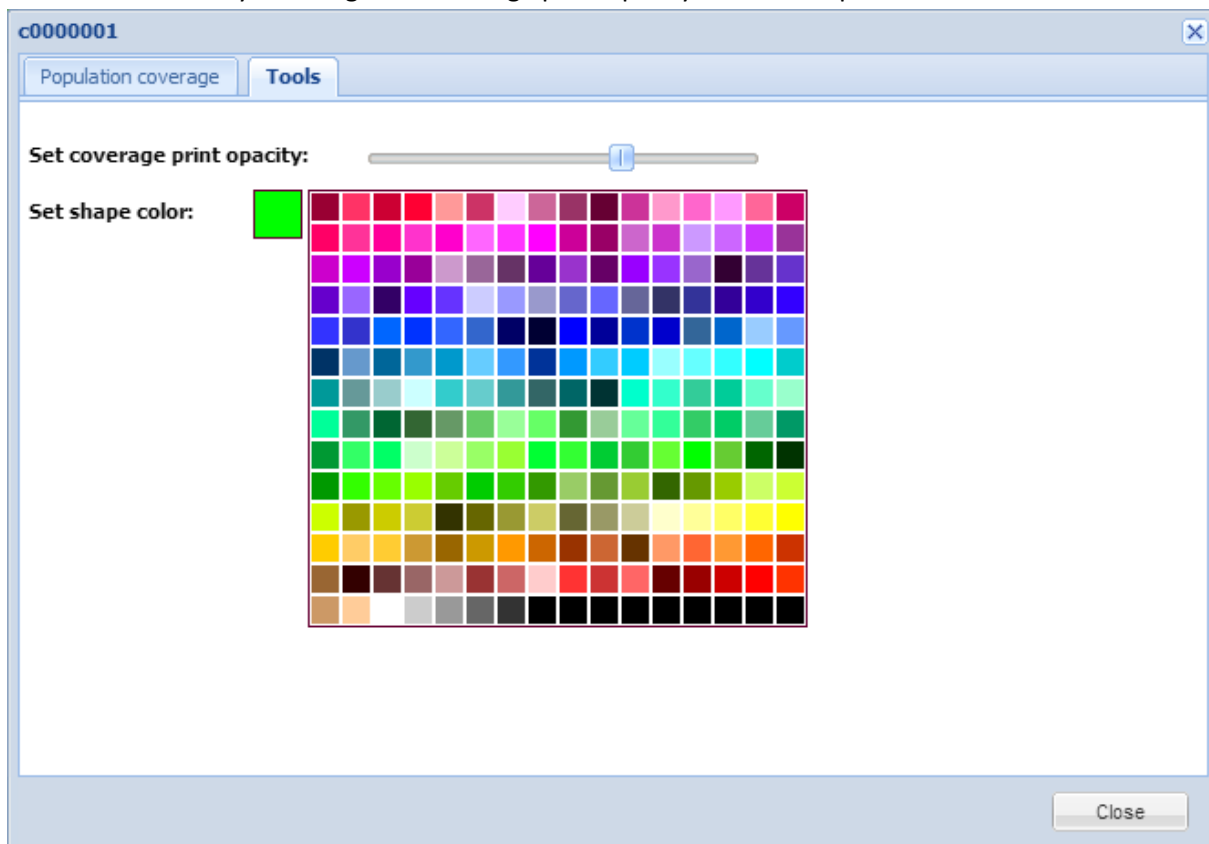 c0000001
Population coverage
Tools
Set coverage print opacity:
Set shape color:
Close